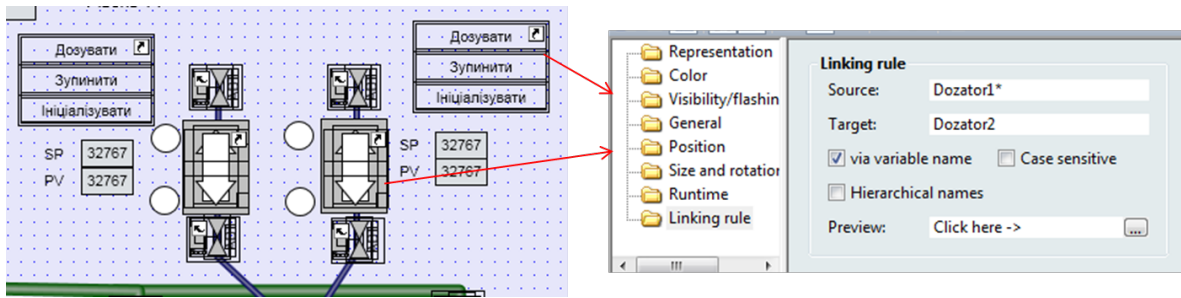 Дозувати
Зупинити
Ініціалізувати
SP 32767
PV 32767
Дозувати
Зупинити
Ініціалізувати
SP 32767
PV 32767
Representation
Color
Visibility/flashin
General
Position
Size and rotation
Runtime
Linking rule
Linking rule
Source: Dozator1*
Target: Dozator2
via variable name Case sensitive
Hierarchical names
Preview: Click here -> ...